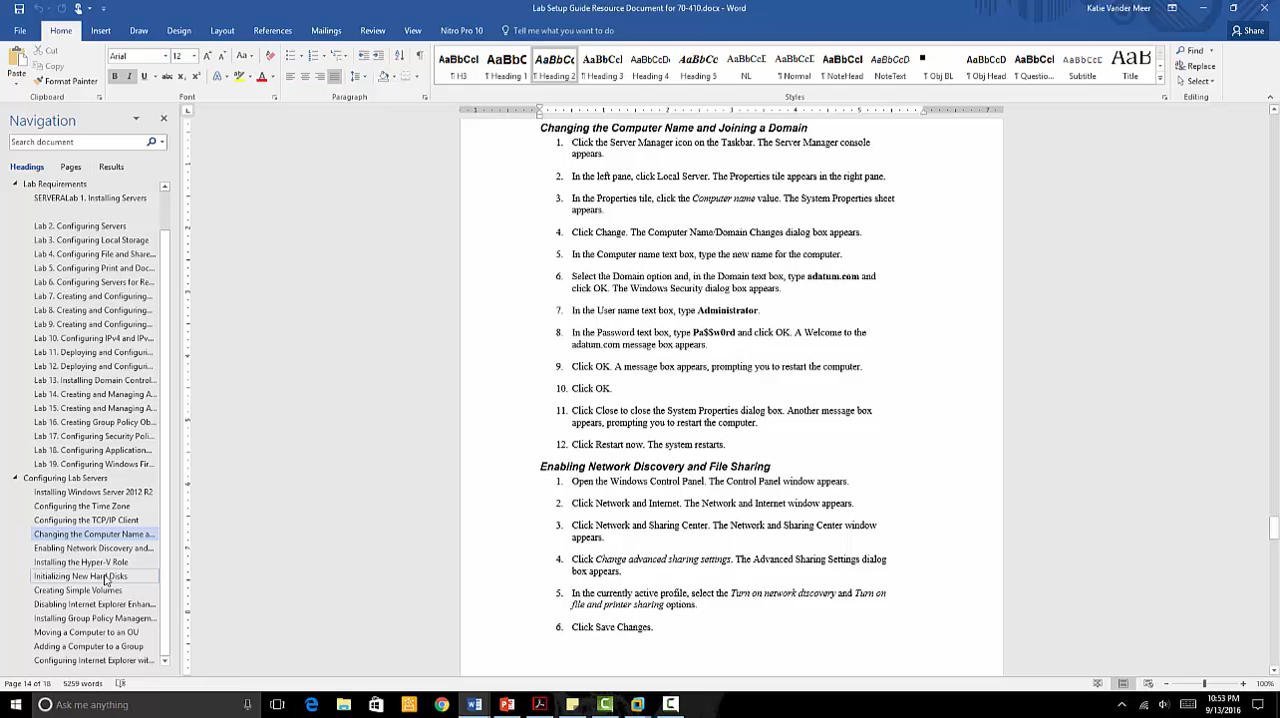 Lab Setup Guide Resource Document for 70-410.docx - Word
Katie Vander Meer
File Home Insert Draw Design Layout References Mailings Review View Nitro Pro 10 Tell me what you want to do... Share
Paste
Cut
Copy
Format Painter
Clipboard
Arial 12
Font
Paragraph
AaBbCcI AaBbC AaBbCc AaBbCcI AaBbCcI AaBbCc AaBbCcI AaBbCcI AaBbCcI AaBbCcI AaBbCcI AaBbCcI AaBbCcI AaB
¶ H3 ¶ Heading 1 ¶ Heading 2 ¶ Heading 3 Heading 4 Heading 5 ¶ NL ¶ Normal ¶ NoteHead NoteText ¶ Obj BL ¶ Obj Head ¶ Questio... Subtitle Title
Styles
Find
Replace
Select
Editing
Navigation
Search document
Headings Pages Results
Lab Requirements
SERVERALab 1. Installing Servers
Lab 2. Configuring Servers
Lab 3. Configuring Local Storage
Lab 4. Configuring File and Share...
Lab 5. Configuring Print and Doc...
Lab 6. Configuring Servers for Re...
Lab 7. Creating and Configuring...
Lab 8. Creating and Configuring...
Lab 9. Creating and Configuring...
Lab 10. Configuring IPv4 and IPv...
Lab 11. Deploying and Configuri...
Lab 12. Deploying and Configuri...
Lab 13. Installing Domain Control...
Lab 14. Creating and Managing A...
Lab 15. Creating and Managing A...
Lab 16. Creating Group Policy Ob...
Lab 17. Configuring Security Poli...
Lab 18. Configuring Application...
Lab 19. Configuring Windows Fir...
Configuring Lab Servers
Installing Windows Server 2012 R2
Configuring the Time Zone
Configuring the TCP/IP Client
Changing the Computer Name a...
Enabling Network Discovery and...
Installing the Hyper-V Role
Initializing New Hard Disks
Creating Simple Volumes
Disabling Internet Explorer Enhan...
Installing Group Policy Managem...
Moving a Computer to an OU
Adding a Computer to a Group
Configuring Internet Explorer wit...
Changing the Computer Name and Joining a Domain
1. Click the Server Manager icon on the Taskbar. The Server Manager console
appears.
2. In the left pane, click Local Server. The Properties tile appears in the right pane.
3. In the Properties tile, click the Computer name value. The System Properties sheet
appears.
4. Click Change. The Computer Name/Domain Changes dialog box appears.
5. In the Computer name text box, type the new name for the computer.
6. Select the Domain option and, in the Domain text box, type adatum.com and
click OK. The Windows Security dialog box appears.
7. In the User name text box, type Administrator.
8. In the Password text box, type Pa$$w0rd and click OK. A Welcome to the
adatum.com message box appears.
9. Click OK. A message box appears, prompting you to restart the computer.
10. Click OK.
11. Click Close to close the System Properties dialog box. Another message box
appears, prompting you to restart the computer.
12. Click Restart now. The system restarts.
Enabling Network Discovery and File Sharing
1. Open the Windows Control Panel. The Control Panel window appears.
2. Click Network and Internet. The Network and Internet window appears.
3. Click Network and Sharing Center. The Network and Sharing Center window
appears.
4. Click Change advanced sharing settings. The Advanced Sharing Settings dialog
box appears.
5. In the currently active profile, select the Turn on network discovery and Turn on
file and printer sharing options.
6. Click Save Changes.
Page 14 of 18 5259 words
100%
Ask me anything
10:53 PM
9/13/2016